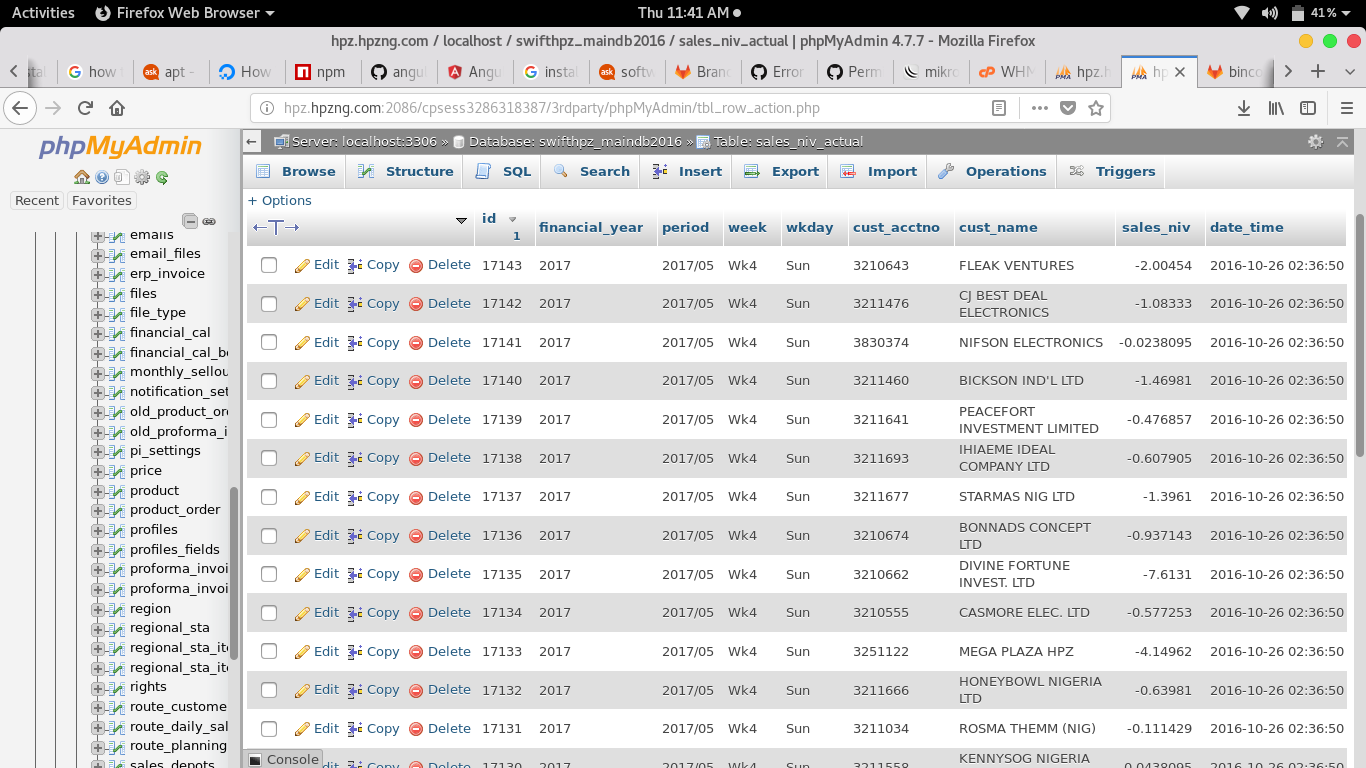 Activities Firefox Web Browser Thu 11:41 AM 41%
hpz.hpzng.com / localhost / swifthpz_maindb2016 / sales_niv_actual | phpMyAdmin 4.7.7 - Mozilla Firefox
how apt - How npm angu Angu instal softw Bran Error Perm mikro WHN hpz.h hp binco
hpz.hpzng.com:2086/cpsess3286318387/3rdparty/phpMyAdmin/tbl_row_action.php
phpMyAdmin
Recent Favorites
emails
email_files
erp_invoice
files
file_type
financial_cal
financial_cal_b
monthly_sellou
notification_set
old_product_or
old_proforma_i
pi_settings
price
product
product_order
profiles
profiles_fields
proforma_invoi
proforma_invoi
region
regional_sta
regional_sta_it
regional_sta_it
rights
route_custome
route_daily_sal
route_planning
sales_depots
Server: localhost:3306 » Database: swifthpz_maindb2016 » Table: sales_niv_actual
Browse Structure SQL Search Insert Export Import Operations Triggers
+ Options
id 1 financial_year period week wkday cust_acctno cust_name sales_niv date_time
Edit Copy Delete 17143 2017 2017/05 Wk4 Sun 3210643 FLEAK VENTURES -2.00454 2016-10-26 02:36:50
Edit Copy Delete 17142 2017 2017/05 Wk4 Sun 3211476 CJ BEST DEAL ELECTRONICS -1.08333 2016-10-26 02:36:50
Edit Copy Delete 17141 2017 2017/05 Wk4 Sun 3830374 NIFSON ELECTRONICS -0.0238095 2016-10-26 02:36:50
Edit Copy Delete 17140 2017 2017/05 Wk4 Sun 3211460 BICKSON IND'L LTD -1.46981 2016-10-26 02:36:50
Edit Copy Delete 17139 2017 2017/05 Wk4 Sun 3211641 PEACEFORT INVESTMENT LIMITED -0.476857 2016-10-26 02:36:50
Edit Copy Delete 17138 2017 2017/05 Wk4 Sun 3211693 IHIAEME IDEAL COMPANY LTD -0.607905 2016-10-26 02:36:50
Edit Copy Delete 17137 2017 2017/05 Wk4 Sun 3211677 STARMAS NIG LTD -1.3961 2016-10-26 02:36:50
Edit Copy Delete 17136 2017 2017/05 Wk4 Sun 3210674 BONNADS CONCEPT LTD -0.937143 2016-10-26 02:36:50
Edit Copy Delete 17135 2017 2017/05 Wk4 Sun 3210662 DIVINE FORTUNE INVEST. LTD -7.6131 2016-10-26 02:36:50
Edit Copy Delete 17134 2017 2017/05 Wk4 Sun 3210555 CASMORE ELEC. LTD -0.577253 2016-10-26 02:36:50
Edit Copy Delete 17133 2017 2017/05 Wk4 Sun 3251122 MEGA PLAZA HPZ -4.14962 2016-10-26 02:36:50
Edit Copy Delete 17132 2017 2017/05 Wk4 Sun 3211666 HONEYBOWL NIGERIA LTD -0.63981 2016-10-26 02:36:50
Edit Copy Delete 17131 2017 2017/05 Wk4 Sun 3211034 ROSMA THEMM (NIG) -0.111429 2016-10-26 02:36:50
Copy Delete 17130 2017 2017/05 Wk4 Sun 3211558 KENNYSOG NIGERIA 2016-10-26 02:36:50
Console